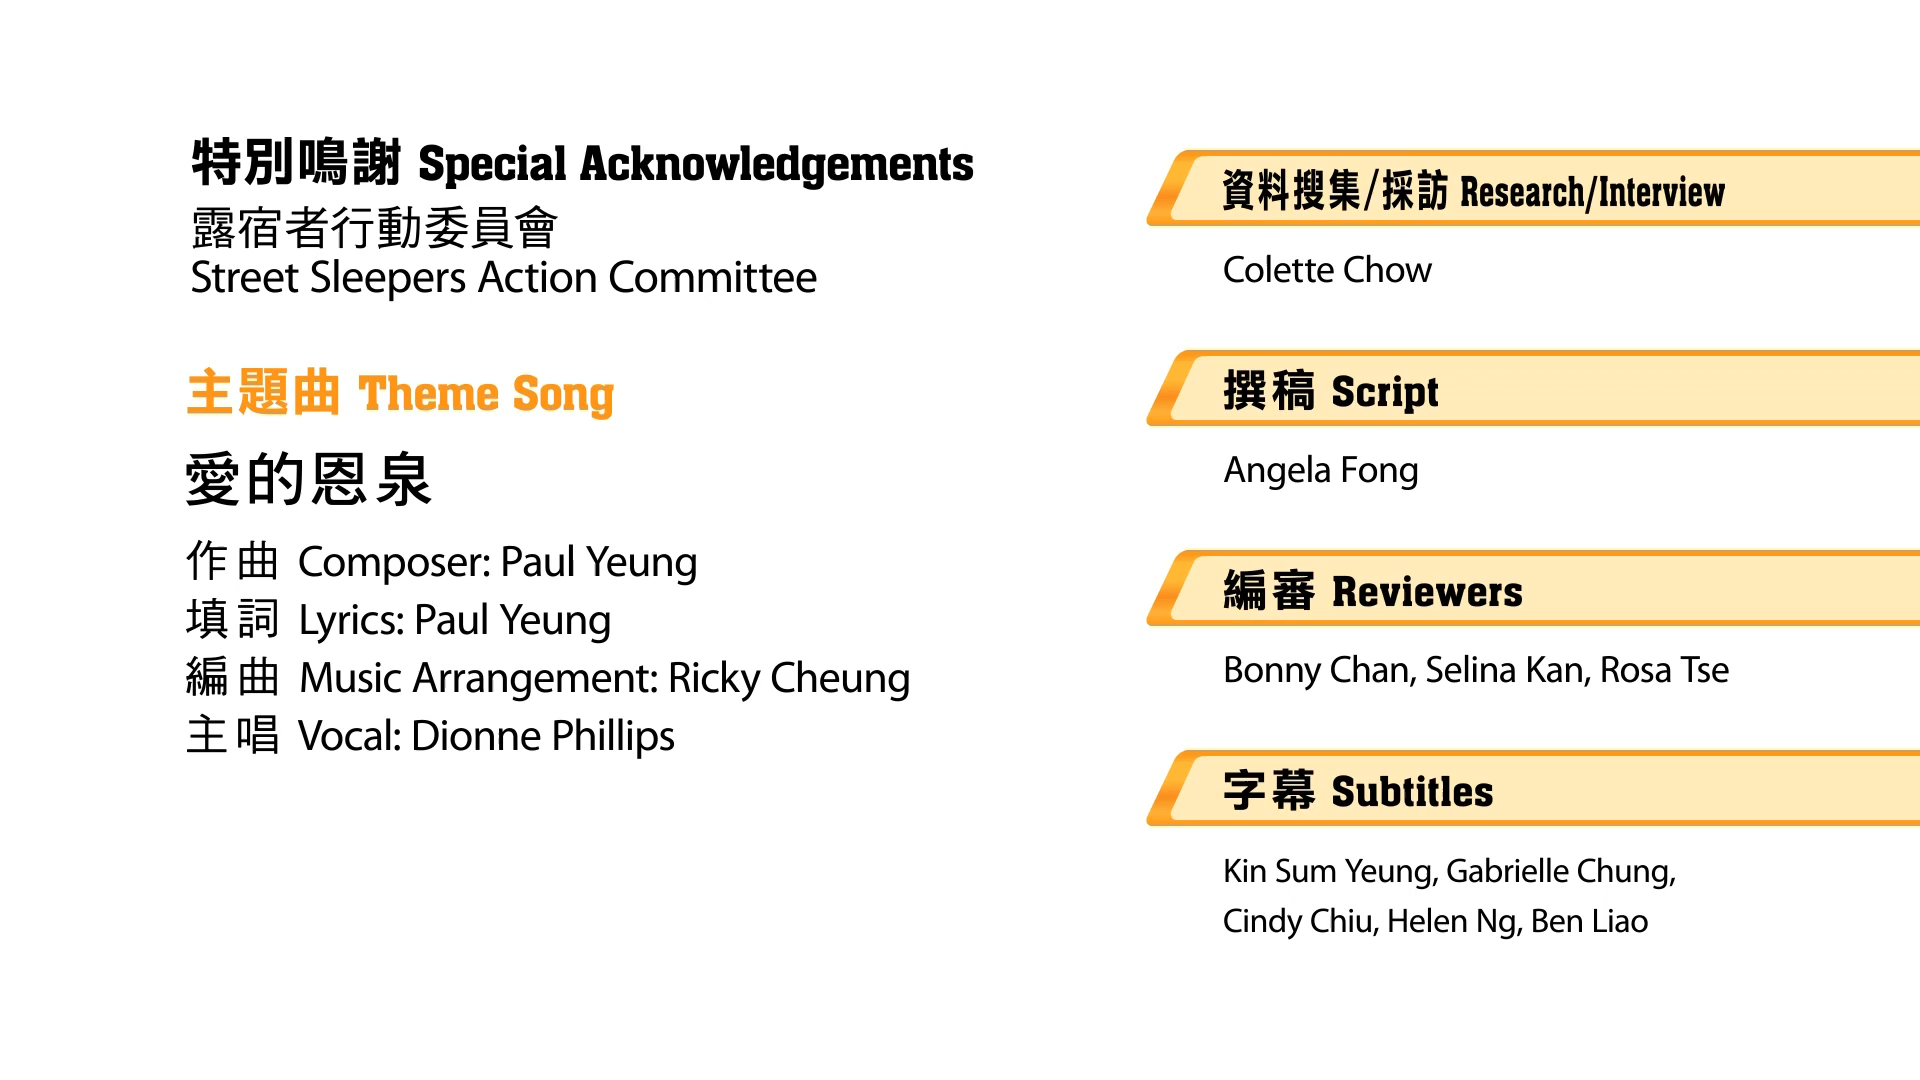 特別鳴謝 Special Acknowledgements
露宿者行動委員會
Street Sleepers Action Committee
主題曲 Theme Song
愛的恩泉
作曲 Composer: Paul Yeung
填詞 Lyrics: Paul Yeung
編曲 Music Arrangement: Ricky Cheung
主唱 Vocal: Dionne Phillips
資料搜集/採訪 Research/Interview
Colette Chow
撰稿 Script
Angela Fong
編審 Reviewers
Bonny Chan, Selina Kan, Rosa Tse
字幕 Subtitles
Kin Sum Yeung, Gabrielle Chung,
Cindy Chiu, Helen Ng, Ben Liao